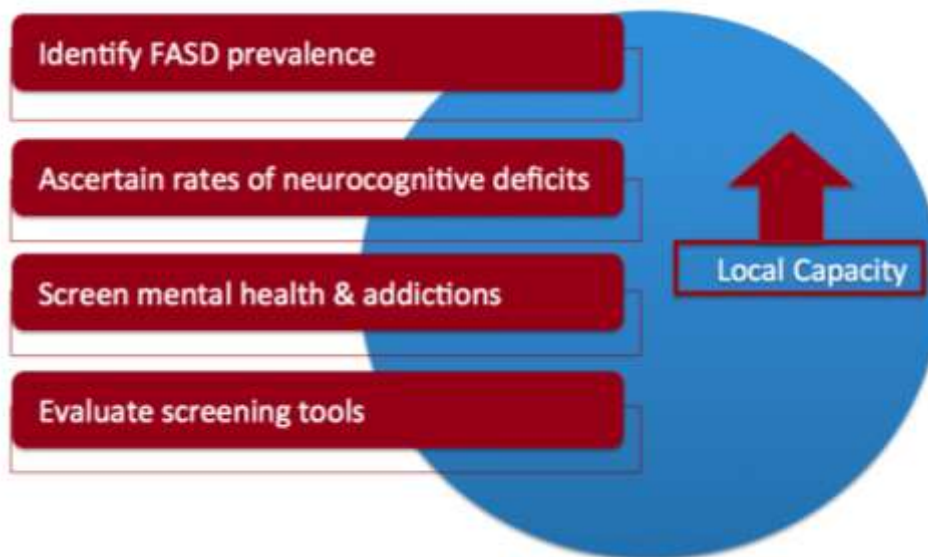 Identify FASD prevalence
Ascertain rates of neurocognitive deficits
Screen mental health & addictions
Evaluate screening tools
Local Capacity